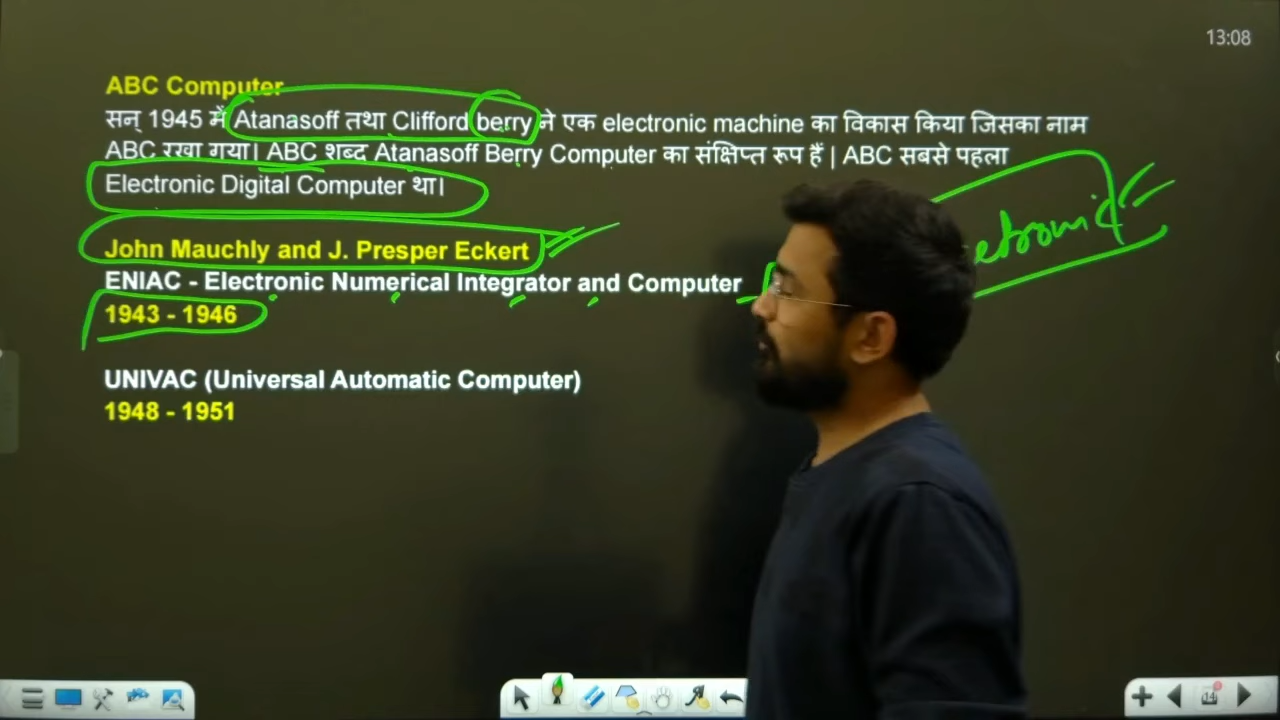 13:08
ABC Computer
सन् 1945 में Atanasoff तथा Clifford berry ने एक electronic machine का विकास किया जिसका नाम
ABC रखा गया। ABC शब्द Atanasoff Berry Computer का संक्षिप्त रूप हैं | ABC सबसे पहला
Electronic Digital Computer था।
John Mauchly and J. Presper Eckert
ENIAC - Electronic Numerical Integrator and Computer
1943 - 1946
UNIVAC (Universal Automatic Computer)
1948 - 1951
14